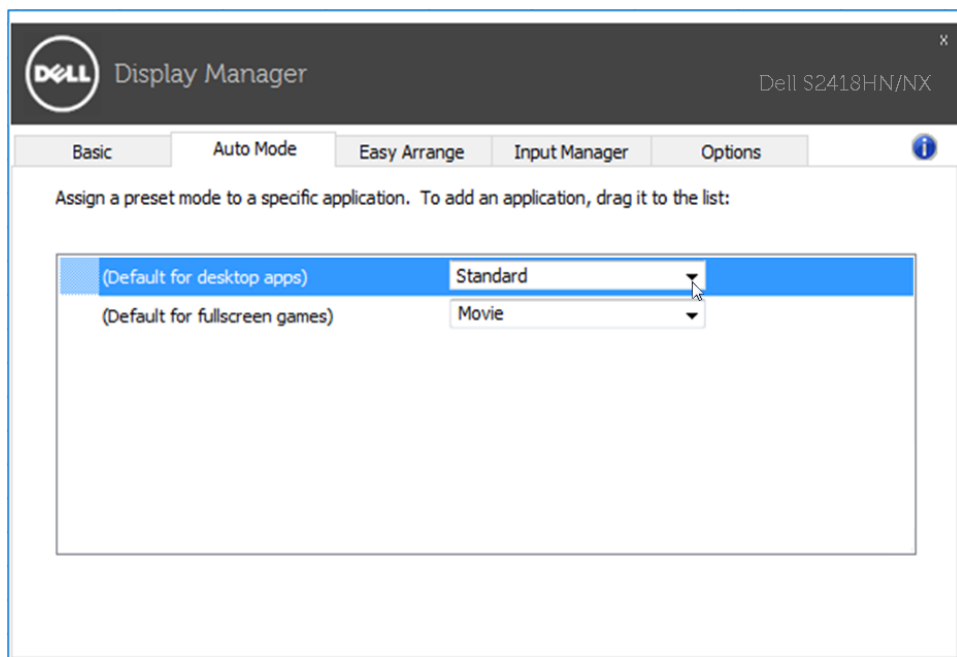 DELL
Display Manager
x
Dell S2418HN/NX
Basic
Auto Mode
Easy Arrange
Input Manager
Options
i
Assign a preset mode to a specific application. To add an application, drag it to the list:
(Default for desktop apps)
Standard
(Default for fullscreen games)
Movie